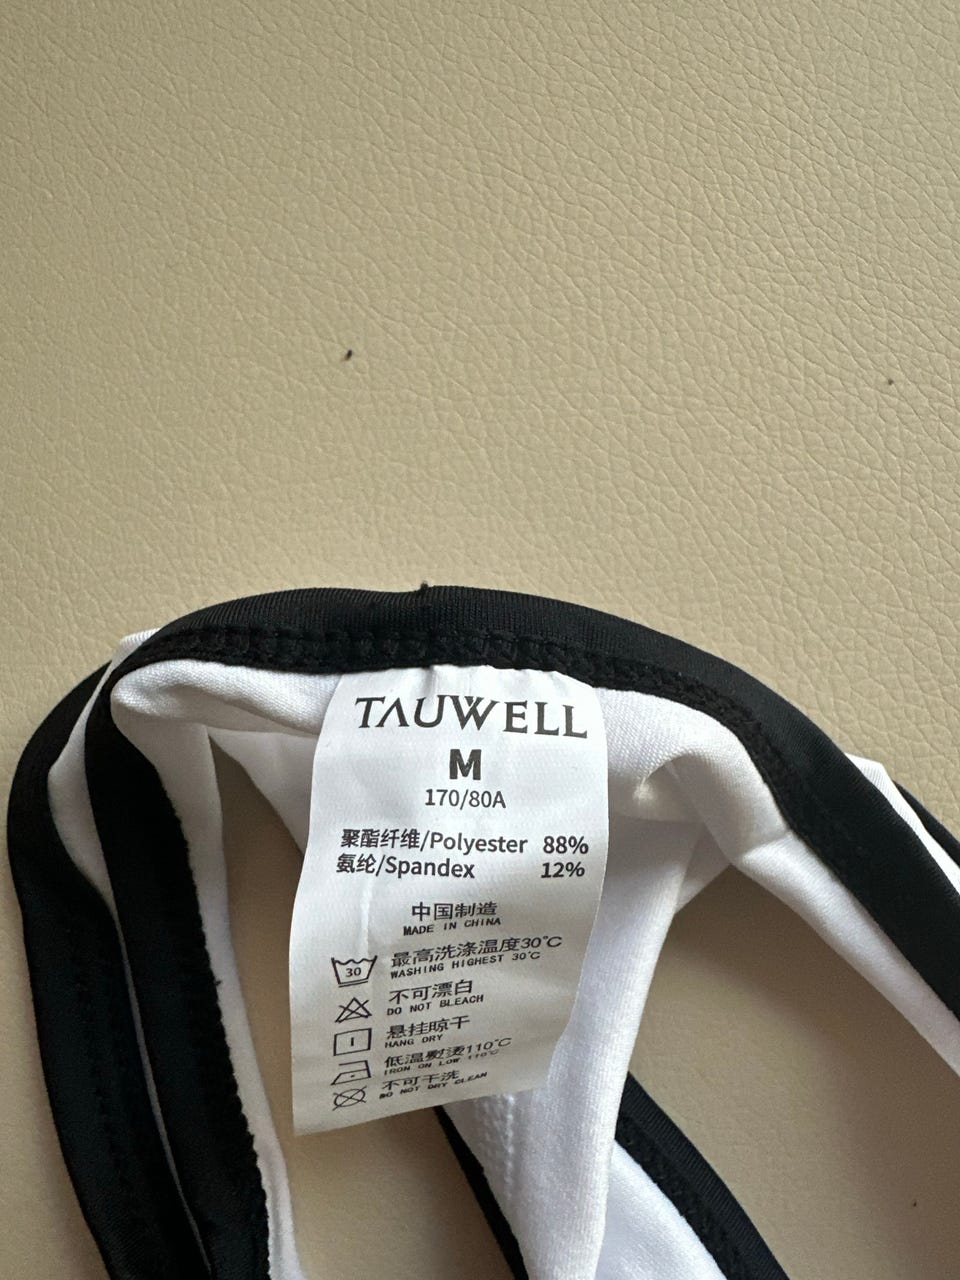 TAUWELL
M
170/80A
聚酯纤维/Polyester 88%
氨纶/Spandex 12%
中国制造
MADE IN CHINA
30 最高洗涤温度30℃
WASHING HIGHEST 30℃
不可漂白
DO NOT BLEACH
悬挂晾干
HANG DRY
低温熨烫110℃
IRON ON LOW 110℃
不可干洗
DO NOT DRY CLEAN